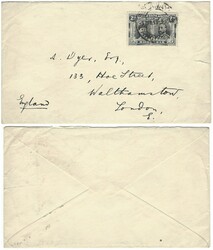 A. Dyer, Esq,
133, Hoe Street,
Walthamstow,
London,
E.
England